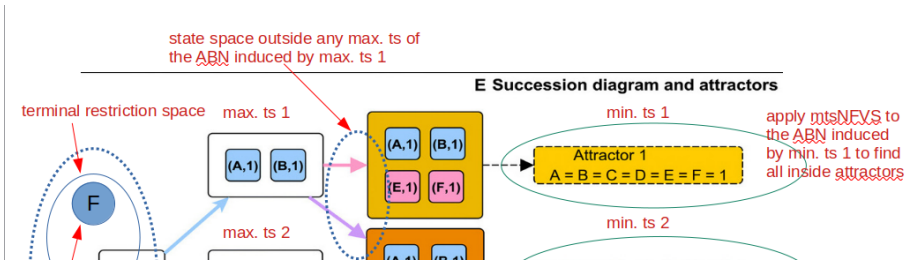 state space outside any max. ts of
the ABN induced by max. ts 1
E Succession diagram and attractors
terminal restriction space
max. ts 1
min. ts 1
apply mtsNFVS to
the ABN induced
by min. ts 1 to find
all inside attractors
(A,1) (B,1)
(A,1) (B,1)
(E,1) (F,1)
Attractor 1
A = B = C = D = E = F = 1
F
max. ts 2
min. ts 2
(A,1) (B,1)